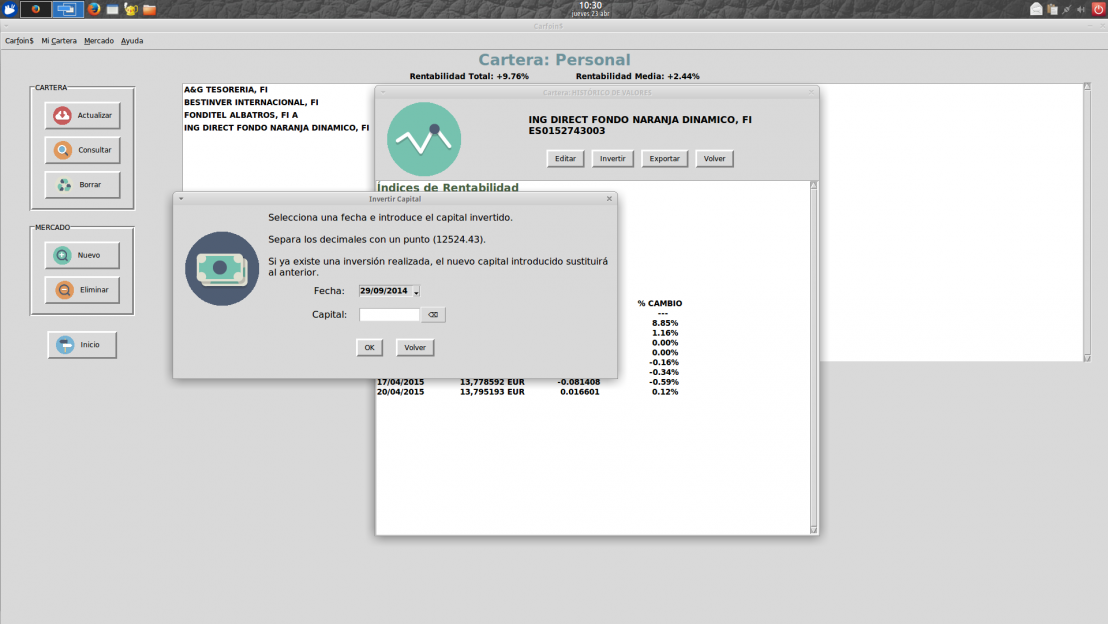 10:30
jueves 23 abr
Carfoin$
Carfoin$ Mi Cartera Mercado Ayuda
Cartera: Personal
Rentabilidad Total: +9.76% Rentabilidad Media: +2.44%
CARTERA
Actualizar
Consultar
Borrar
MERCADO
Nuevo
Eliminar
Inicio
A&G TESORERIA, FI
BESTINVER INTERNACIONAL, FI
FONDITEL ALBATROS, FI A
ING DIRECT FONDO NARANJA DINAMICO, FI
Cartera: HISTÓRICO DE VALORES
ING DIRECT FONDO NARANJA DINAMICO, FI
ES0152743003
Editar Invertir Exportar Volver
Índices de Rentabilidad
Invertir Capital
Selecciona una fecha e introduce el capital invertido.
Separa los decimales con un punto (12524.43).
Si ya existe una inversión realizada, el nuevo capital introducido sustituirá
al anterior.
Fecha: 29/09/2014
Capital:
OK Volver
% CAMBIO
---
8.85%
1.16%
0.00%
0.00%
-0.16%
-0.34%
17/04/2015 13,778592 EUR -0.081408 -0.59%
20/04/2015 13,795193 EUR 0.016601 0.12%